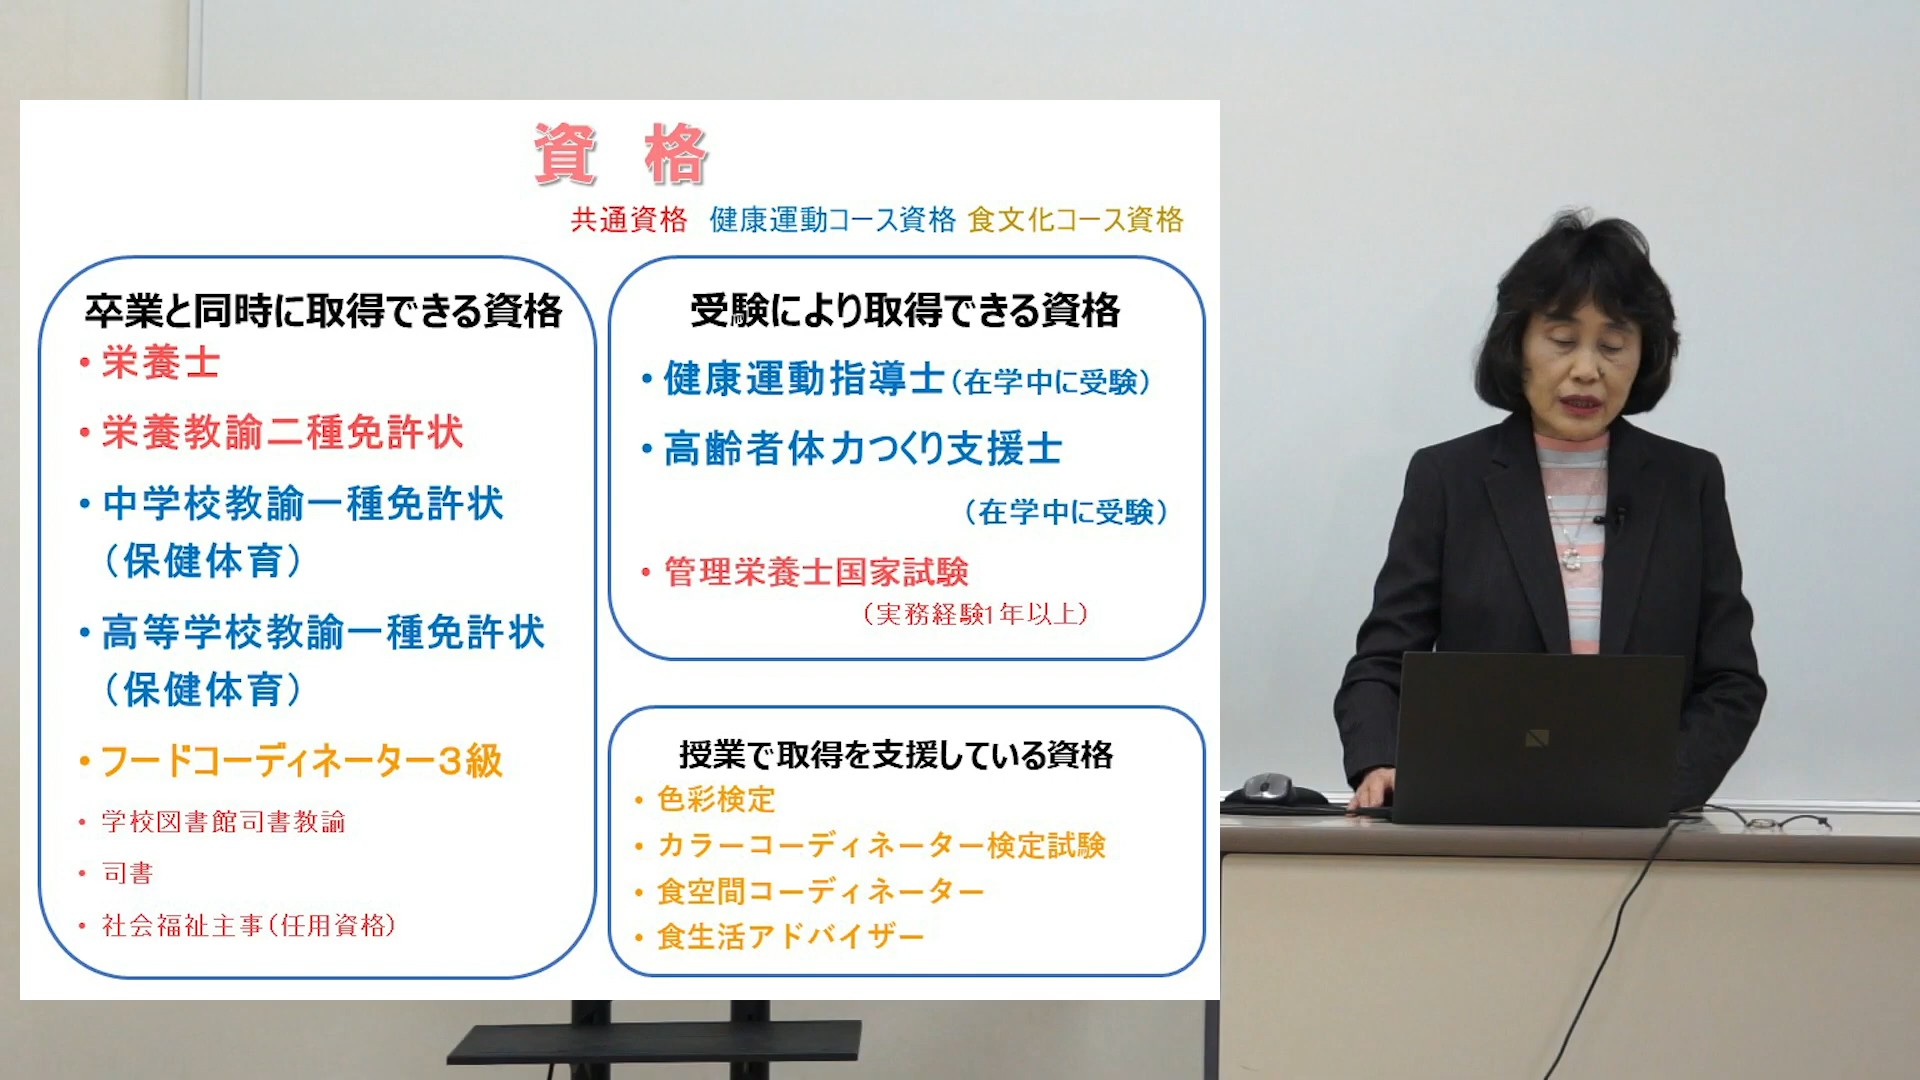 資 格
共通資格 健康運動コース資格 食文化コース資格
卒業と同時に取得できる資格
・栄養士
・栄養教諭二種免許状
・中学校教諭一種免許状
（保健体育）
・高等学校教諭一種免許状
（保健体育）
・フードコーディネーター３級
・学校図書館司書教諭
・司書
・社会福祉主事（任用資格）
受験により取得できる資格
・健康運動指導士（在学中に受験）
・高齢者体力つくり支援士
（在学中に受験）
・管理栄養士国家試験
（実務経験1年以上）
授業で取得を支援している資格
・色彩検定
・カラーコーディネーター検定試験
・食空間コーディネーター
・食生活アドバイザー